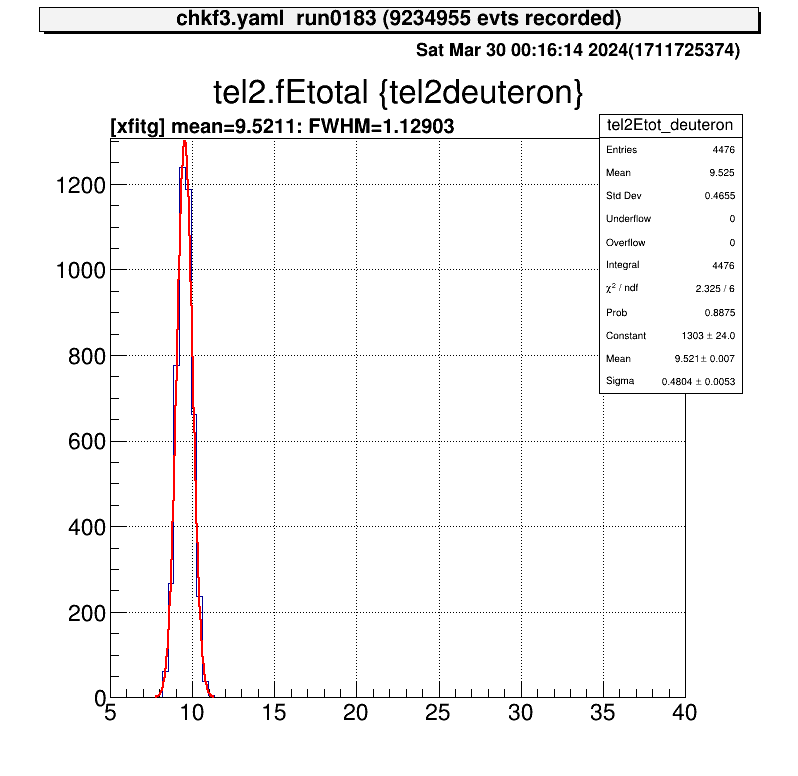 chkf3.yaml run0183 (9234955 evts recorded)
Sat Mar 30 00:16:14 2024(1711725374)
tel2.fEtotal {tel2deuteron}
[xfitg] mean=9.5211: FWHM=1.12903
tel2Etot_deuteron
Entries 4476
Mean 9.525
Std Dev 0.4655
Underflow 0
Overflow 0
Integral 4476
χ² / ndf 2.325 / 6
Prob 0.8875
Constant 1303 ± 24.0
Mean 9.521± 0.007
Sigma 0.4804 ± 0.0053
1200
1000
800
600
400
200
0
5 10 15 20 25 30 35 40